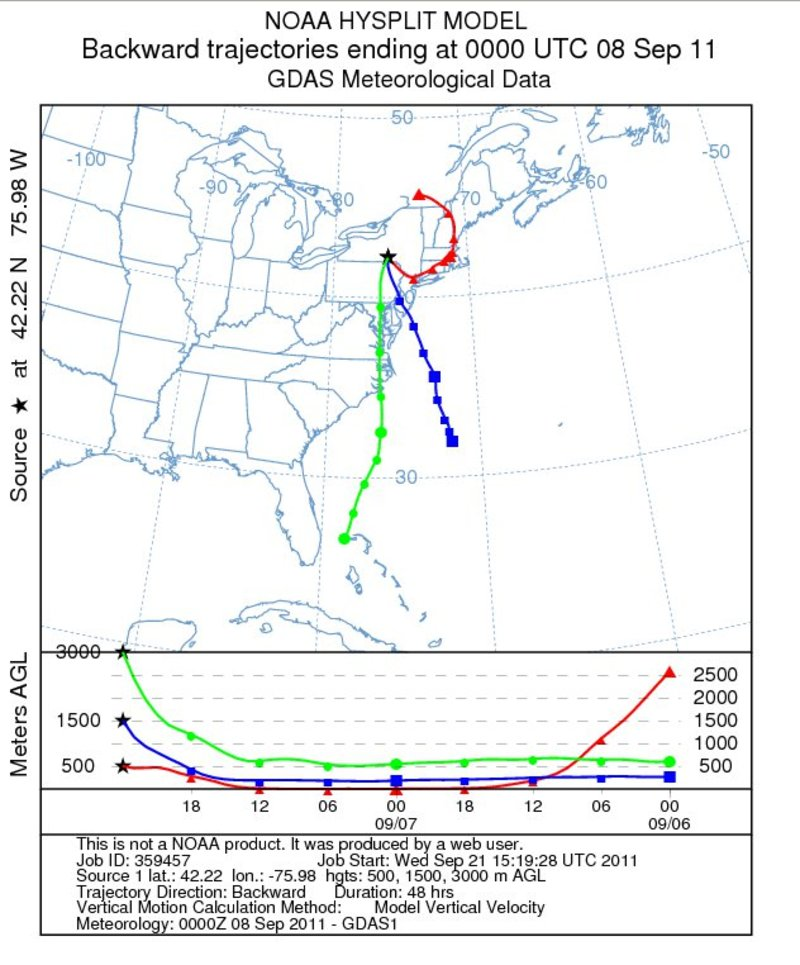 NOAA HYSPLIT MODEL
Backward trajectories ending at 0000 UTC 08 Sep 11
GDAS Meteorological Data
Source ★ at 42.22 N 75.98 W
50
-100
-90
-80
-70
-60
-50
40
30
Meters AGL
3000
1500
500
2500
2000
1500
1000
500
18 12 06 00 18 12 06 00
09/07 09/06
This is not a NOAA product. It was produced by a web user.
Job ID: 359457 Job Start: Wed Sep 21 15:19:28 UTC 2011
Source 1 lat.: 42.22 lon.: -75.98 hgts: 500, 1500, 3000 m AGL
Trajectory Direction: Backward Duration: 48 hrs
Vertical Motion Calculation Method: Model Vertical Velocity
Meteorology: 0000Z 08 Sep 2011 - GDAS1